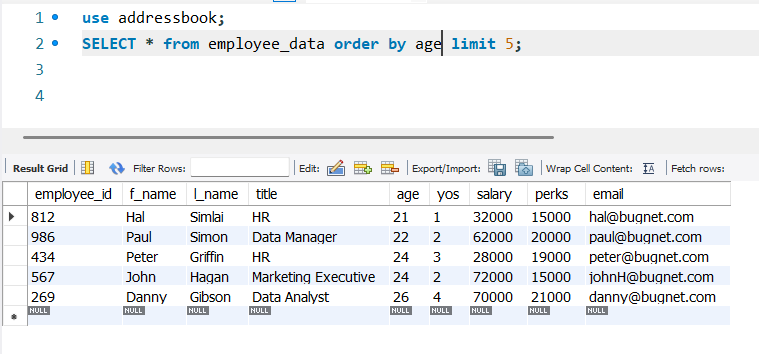 1 use addressbook;
2 SELECT * from employee_data order by age limit 5;
3
4
Result Grid Filter Rows: Edit: Export/Import: Wrap Cell Content: IA Fetch rows:
employee_id f_name l_name title age yos salary perks email
812 Hal Simlai HR 21 1 32000 15000 hal@bugnet.com
986 Paul Simon Data Manager 22 2 62000 20000 paul@bugnet.com
434 Peter Griffin HR 24 3 28000 19000 peter@bugnet.com
567 John Hagan Marketing Executive 24 2 72000 15000 johnH@bugnet.com
269 Danny Gibson Data Analyst 26 4 70000 21000 danny@bugnet.com
NULL NULL NULL NULL NULL NULL NULL NULL NULL